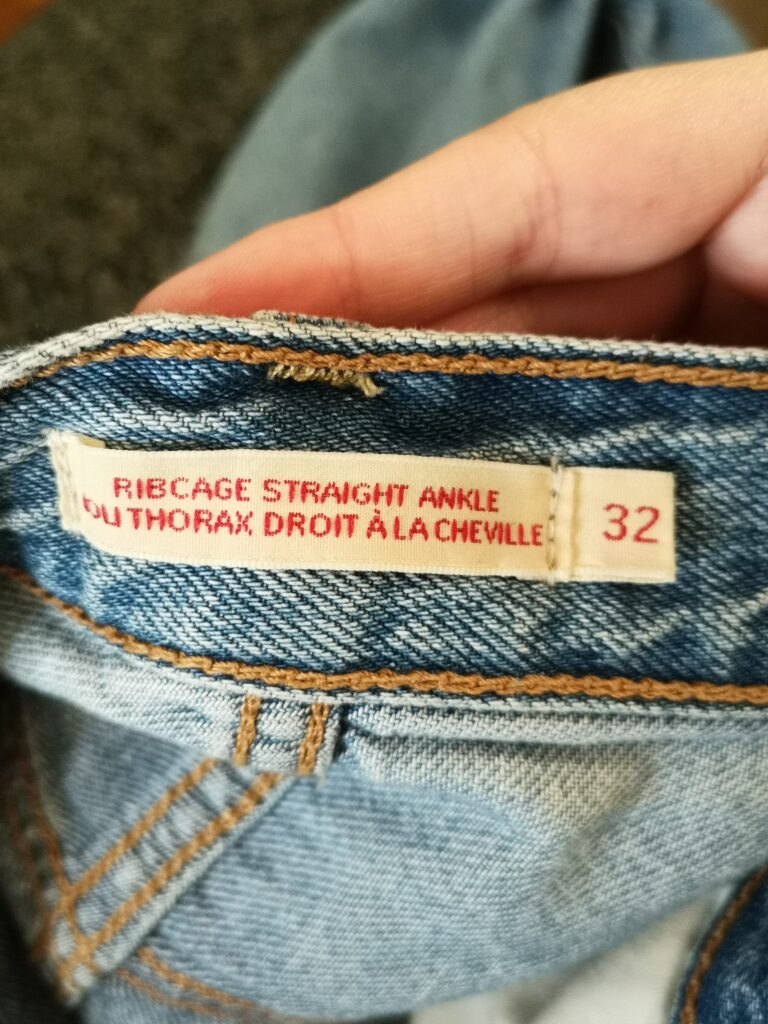 RIBCAGE STRAIGHT ANKLE
DU THORAX DROIT À LA CHEVILLE
32